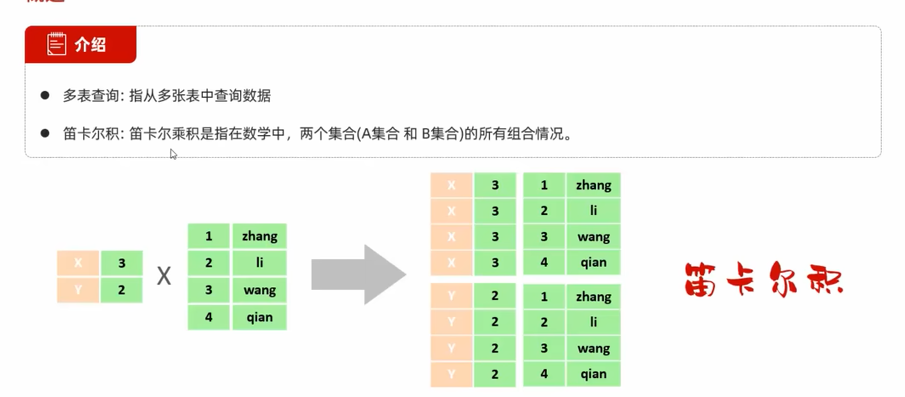 介绍
多表查询: 指从多张表中查询数据
笛卡尔积: 笛卡尔乘积是指在数学中，两个集合(A集合 和 B集合)的所有组合情况。
X 3
Y 2
X
1 zhang
2 li
3 wang
4 qian
X 3 1 zhang
X 3 2 li
X 3 3 wang
X 3 4 qian
Y 2 1 zhang
Y 2 2 li
Y 2 3 wang
Y 2 4 qian
笛卡尔积